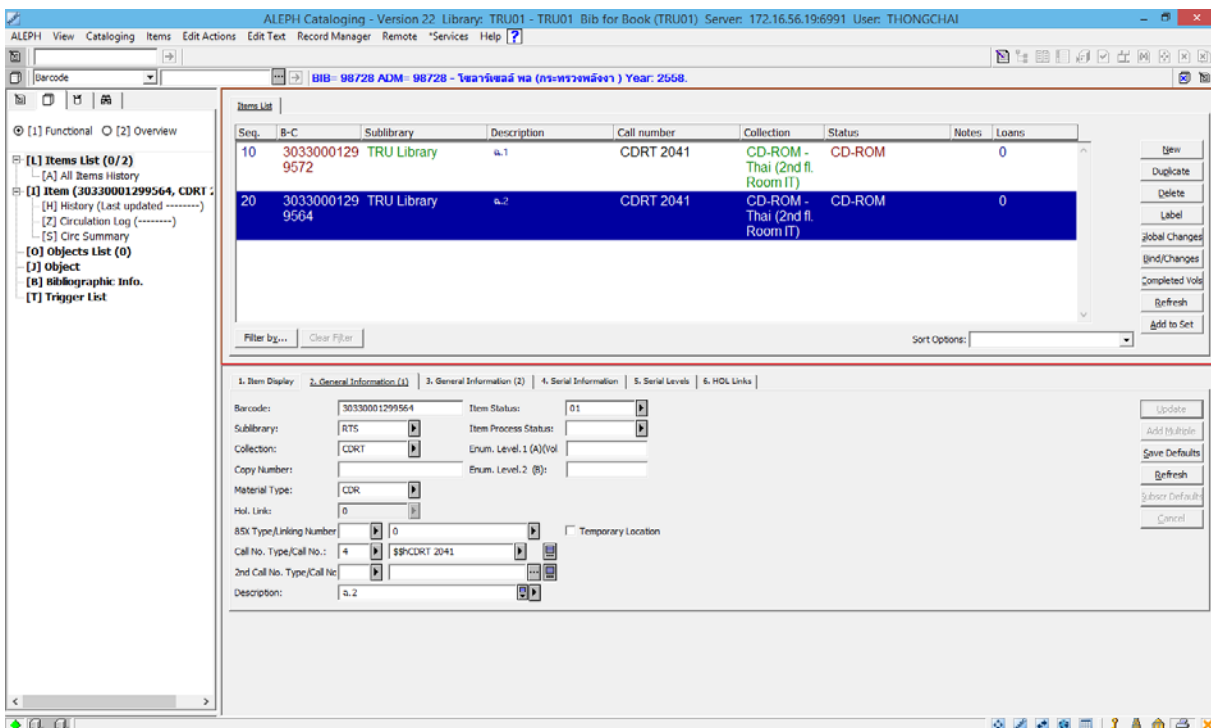 ALEPH Cataloging - Version 22 Library: TRU01 - TRU01 Bib for Book (TRU01) Server: 172.16.56.19:6991 User: THONGCHAI
ALEPH View Cataloging Items Edit Actions Edit Text Record Manager Remote *Services Help ?
Barcode BIB= 98728 ADM= 98728 - โซลาร์เซลล์ พล (กระทรวงพลังงา ) Year: 2558.
[1] Functional [2] Overview
[L] Items List (0/2)
[A] All Items History
[I] Item (30330001299564, CDRT 2
[H] History (Last updated --------)
[Z] Circulation Log (--------)
[S] Circ Summary
[O] Objects List (0)
[J] Object
[B] Bibliographic Info.
[T] Trigger List
Items List
Seq. B-C Sublibrary Description Call number Collection Status Notes Loans
10 3033000129 TRU Library ฉ.1 CDRT 2041 CD-ROM - CD-ROM 0
9572 Thai (2nd fl.
Room IT)
20 3033000129 TRU Library ฉ.2 CDRT 2041 CD-ROM - CD-ROM 0
9564 Thai (2nd fl.
Room IT)
New
Duplicate
Delete
Label
Global Changes
Bind/Changes
Completed Vols
Refresh
Add to Set
Filter by... Clear Filter Sort Options:
1. Item Display 2. General Information (1) 3. General Information (2) 4. Serial Information 5. Serial Levels 6. HOL Links
Barcode: 30330001299564 Item Status: 01
Sublibrary: RTS Item Process Status:
Collection: CDRT Enum. Level.1 (A)(Vol
Copy Number: Enum. Level.2 (B):
Material Type: CDR
Hol. Link: 0
85X Type/Linking Number 0 Temporary Location
Call No. Type/Call No.: 4 $$hCDRT 2041
2nd Call No. Type/Call No
Description: ฉ.2
Update
Add Multiple
Save Defaults
Refresh
Subscr Defaults
Cancel